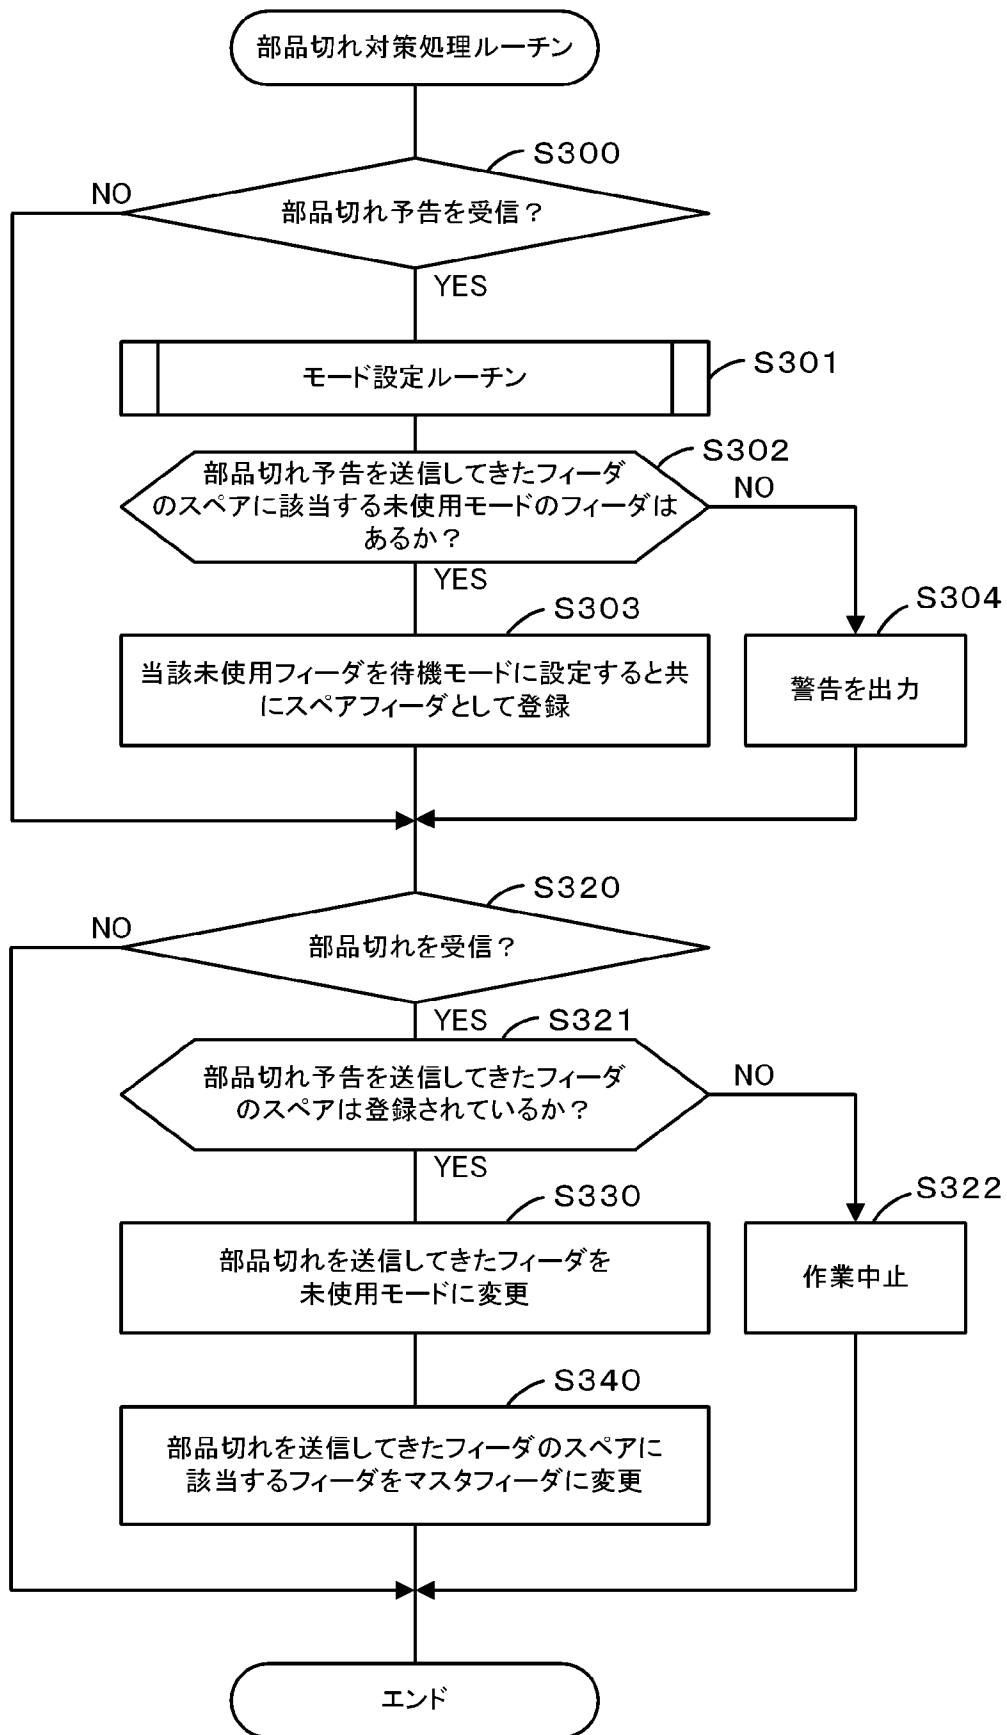 部品切れ対策処理ルーチン
S300
NO
部品切れ予告を受信？
YES
モード設定ルーチン
S301
S302
部品切れ予告を送信してきたフィーダ
のスペアに該当する未使用モードのフィーダは
あるか？
NO
YES
S303
S304
当該未使用フィーダを待機モードに設定すると共
にスペアフィーダとして登録
警告を出力
S320
NO
部品切れを受信？
YES
S321
部品切れ予告を送信してきたフィーダ
のスペアは登録されているか？
NO
YES
S330
S322
部品切れを送信してきたフィーダを
未使用モードに変更
作業中止
S340
部品切れを送信してきたフィーダのスペアに
該当するフィーダをマスタフィーダに変更
エンド